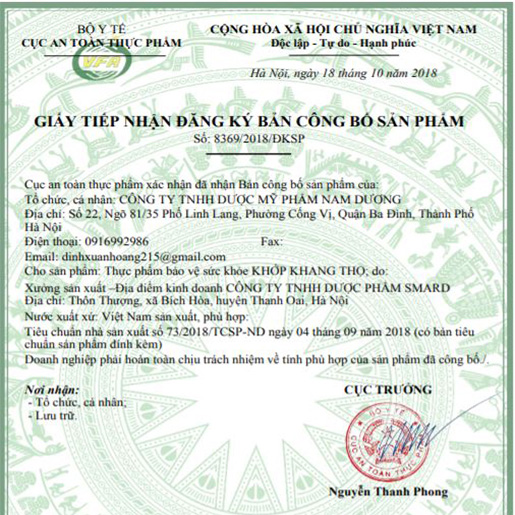 BỘ Y TẾ
CỤC AN TOÀN THỰC PHẨM
VFA
CỘNG HÒA XÃ HỘI CHỦ NGHĨA VIỆT NAM
Độc lập - Tự do - Hạnh phúc
Hà Nội, ngày 18 tháng 10 năm 2018
GIẤY TIẾP NHẬN ĐĂNG KÝ BẢN CÔNG BỐ SẢN PHẨM
Số: 8369/2018/ĐKSP
Cục an toàn thực phẩm xác nhận đã nhận Bản công bố sản phẩm của:
Tổ chức, cá nhân: CÔNG TY TNHH DƯỢC MỸ PHẨM NAM DƯƠNG
Địa chỉ: Số 22, Ngõ 81/35 Phố Linh Lang, Phường Cống Vị, Quận Ba Đình, Thành Phố
Hà Nội
Điện thoại: 0916992986 Fax:
Email: dinhxuanhoang215@gmail.com
Cho sản phẩm: Thực phẩm bảo vệ sức khỏe KHỚP KHANG THỌ; do:
Xưởng sản xuất –Địa điểm kinh doanh CÔNG TY TNHH DƯỢC PHẨM SMARD
Địa chỉ: Thôn Thượng, xã Bích Hòa, huyện Thanh Oai, Hà Nội
Nước xuất xứ: Việt Nam sản xuất, phù hợp:
Tiêu chuẩn nhà sản xuất số 73/2018/TCSP-ND ngày 04 tháng 09 năm 2018 (có bản tiêu
chuẩn sản phẩm đính kèm)
Doanh nghiệp phải hoàn toàn chịu trách nhiệm về tính phù hợp của sản phẩm đã công bố./.
Nơi nhận:
- Tổ chức, cá nhân;
- Lưu trữ.
CỤC TRƯỞNG
BỘ Y TẾ
CỤC AN TOÀN THỰC PHẨM
Nguyễn Thanh Phong